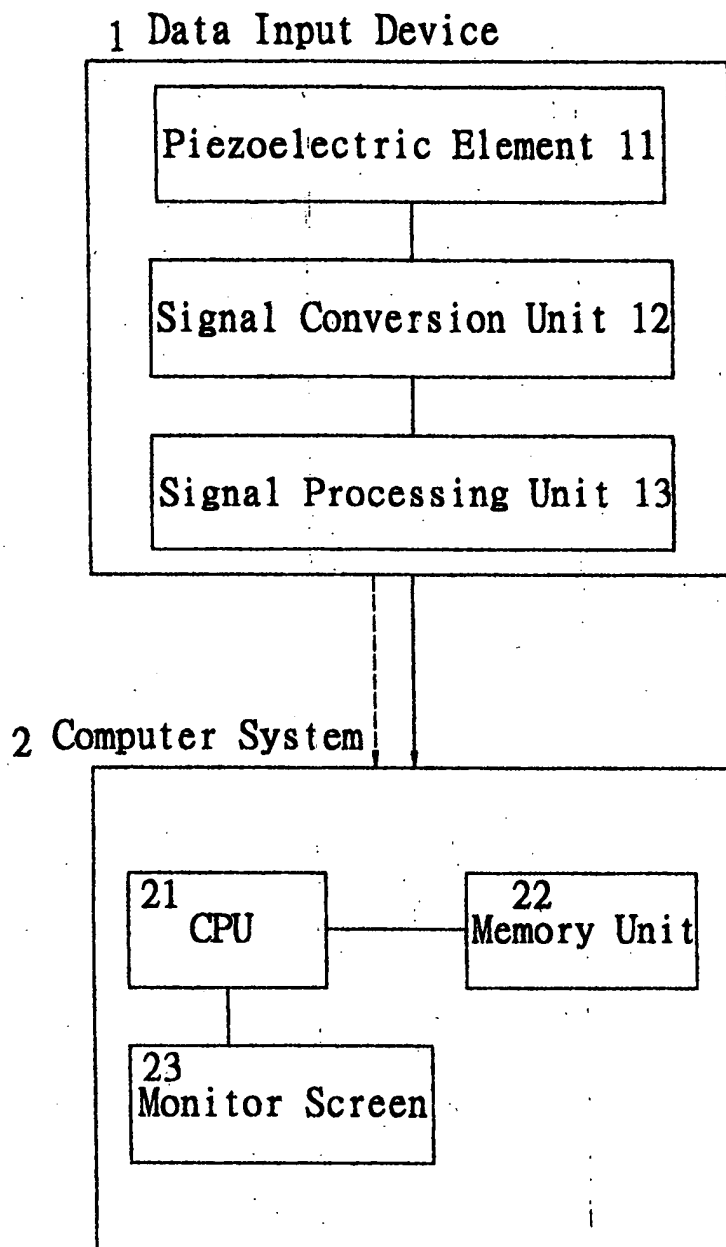 1 Data Input Device
Piezoelectric Element 11
Signal Conversion Unit 12
Signal Processing Unit 13
2 Computer System
21
CPU
22
Memory Unit
23
Monitor Screen